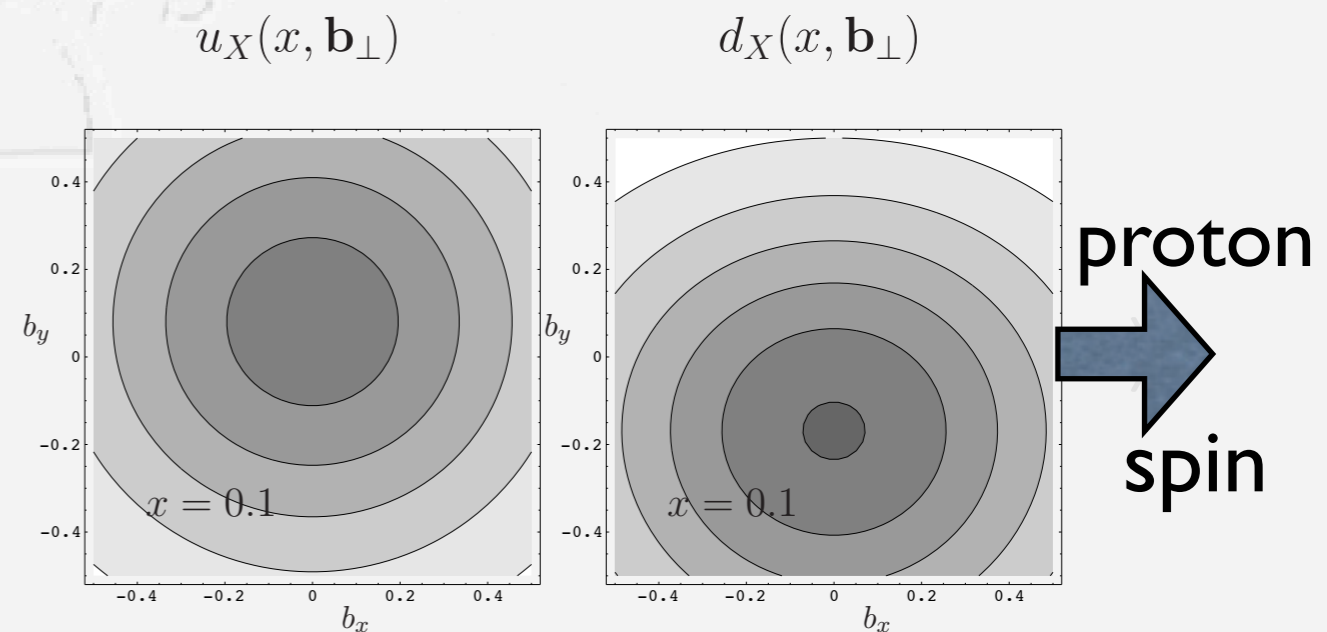 u_X(x, b_⊥)
d_X(x, b_⊥)
0.4
0.2
0
-0.2
-0.4
b_y
x = 0.1
-0.4 -0.2 0 0.2 0.4
b_x
0.4
0.2
0
-0.2
-0.4
b_y
x = 0.1
-0.4 -0.2 0 0.2 0.4
b_x
proton
spin